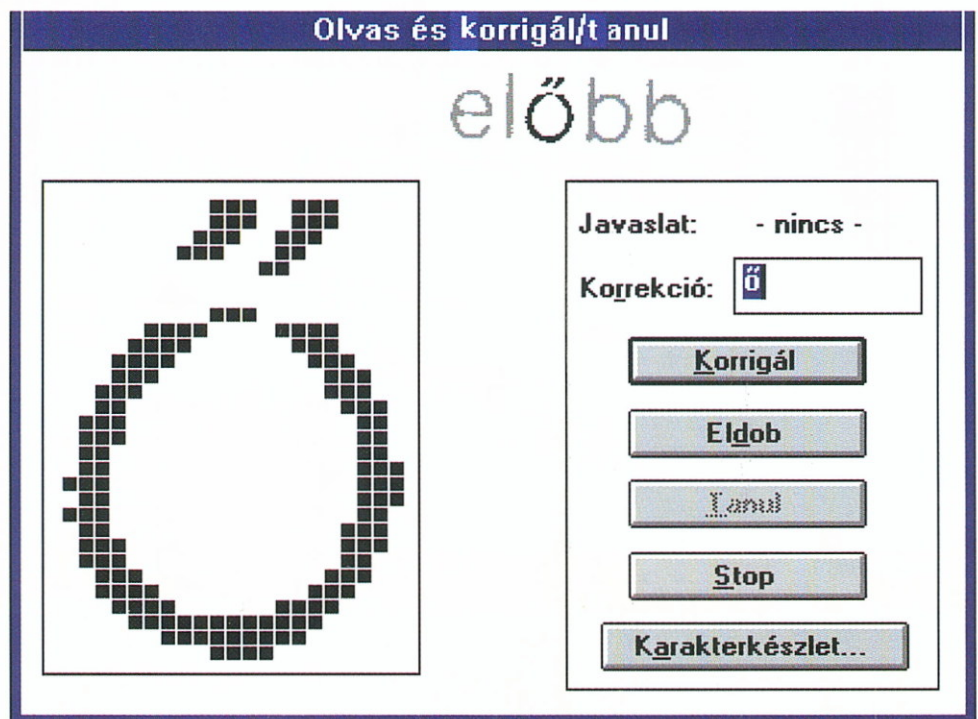 Olvas és korrigál/t anul
előbb
Javaslat: - nincs -
Korrekció: ő
Korrigál
Eldob
Tanul
Stop
Karakterkészlet...